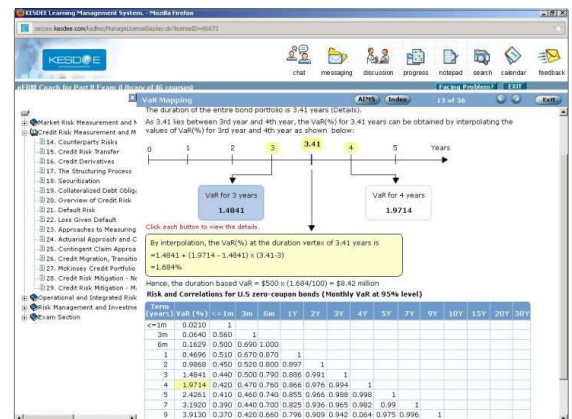 KESDEE Learning Management System. - Mozilla Firefox
KESDEE
chat messaging discussion progress notepad search calendar feedback
eFRM Coach for Part II Exam (Library of 46 courses)
Facing Problem? EXIT
VaR Mapping
AIMS Index 13 of 36 Exit
Market Risk Measurement and M
Credit Risk Measurement and M
14. Counterparty Risks
15. Credit Risk Transfer
16. Credit Derivatives
17. The Structuring Process
18. Securitization
19. Collateralized Debt Oblig
20. Overview of Credit Risk
21. Default Risk
22. Loss Given Default
23. Approaches to Measuring
24. Actuarial Approach and C
25. Contingent Claim Approa
26. Credit Migration, Transitio
27. McKinsey Credit Portfolio
28. Credit Risk Mitigation - Ne
29. Credit Risk Mitigation - M
Operational and Integrated Risk
Risk Management and Investme
Exam Section
The duration of the entire bond portfolio is 3.41 years (Details).
As 3.41 lies between 3rd year and 4th year, the VaR(%) for 3.41 years can be obtained by interpolating the
values of VaR(%) for 3rd year and 4th year as shown below:
0 1 2 3 3.41 4 5 Years
VaR for 3 years
1.4841
VaR for 4 years
1.9714
Click each button to view the details.
By interpolation, the VaR(%) at the duration vertex of 3.41 years is
=1.4841 + (1.9714 - 1.4841) x (3.41-3)
=1.684%
Hence, the duration based VaR = $500 x (1.684/100) = $8.42 million
Risk and Correlations for U.S zero-coupon bonds (Monthly VaR at 95% level)
Term
(years) VaR (%) <=1m 3m 6m 1Y 2Y 3Y 4Y 5Y 7Y 9Y 10Y 15Y 20Y 30Y
<=1m 0.0210 1
3m 0.0640 0.560 1
6m 0.1629 0.500 0.690 1.000
1 0.4696 0.510 0.670 0.870 1
2 0.9868 0.450 0.520 0.820 0.897 1
3 1.4841 0.440 0.500 0.790 0.886 0.991 1
4 1.9714 0.420 0.470 0.760 0.866 0.976 0.994 1
5 2.4261 0.410 0.460 0.740 0.855 0.966 0.988 0.998 1
7 3.1920 0.390 0.440 0.700 0.825 0.936 0.965 0.982 0.99 1
9 3.9130 0.370 0.420 0.660 0.796 0.909 0.942 0.064 0.975 0.996 1